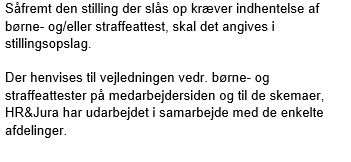 Såfremt den stilling der slås op kræver indhentelse af
børne- og/eller straffeattest, skal det angives i
stillingsopslag.
Der henvises til vejledningen vedr. børne- og
straffeattester på medarbejdersiden og til de skemaer,
HR&Jura har udarbejdet i samarbejde med de enkelte
afdelinger.